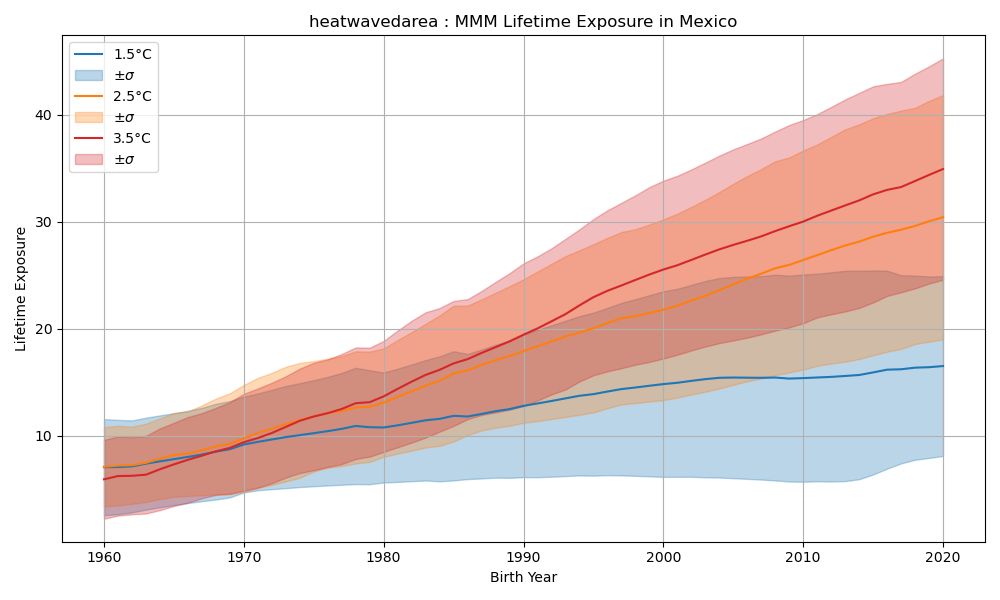 heatwavedarea : MMM Lifetime Exposure in Mexico
1.5°C
±σ
2.5°C
±σ
3.5°C
±σ
40
30
20
10
Lifetime Exposure
1960 1970 1980 1990 2000 2010 2020
Birth Year